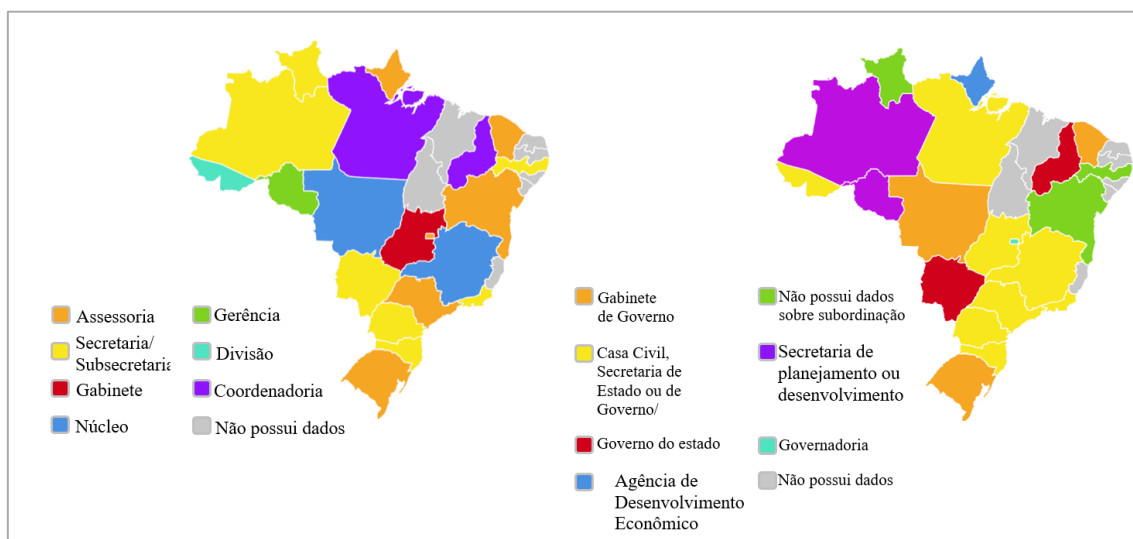 Assessoria
Secretaria/
Subsecretaria
Gabinete
Núcleo
Gerência
Divisão
Coordenadoria
Não possui dados
Gabinete
de Governo
Casa Civil,
Secretaria de
Estado ou de
Governo/
Governo do estado
Agência de
Desenvolvimento
Econômico
Não possui dados
sobre subordinação
Secretaria de
planejamento ou
desenvolvimento
Governadoria
Não possui dados